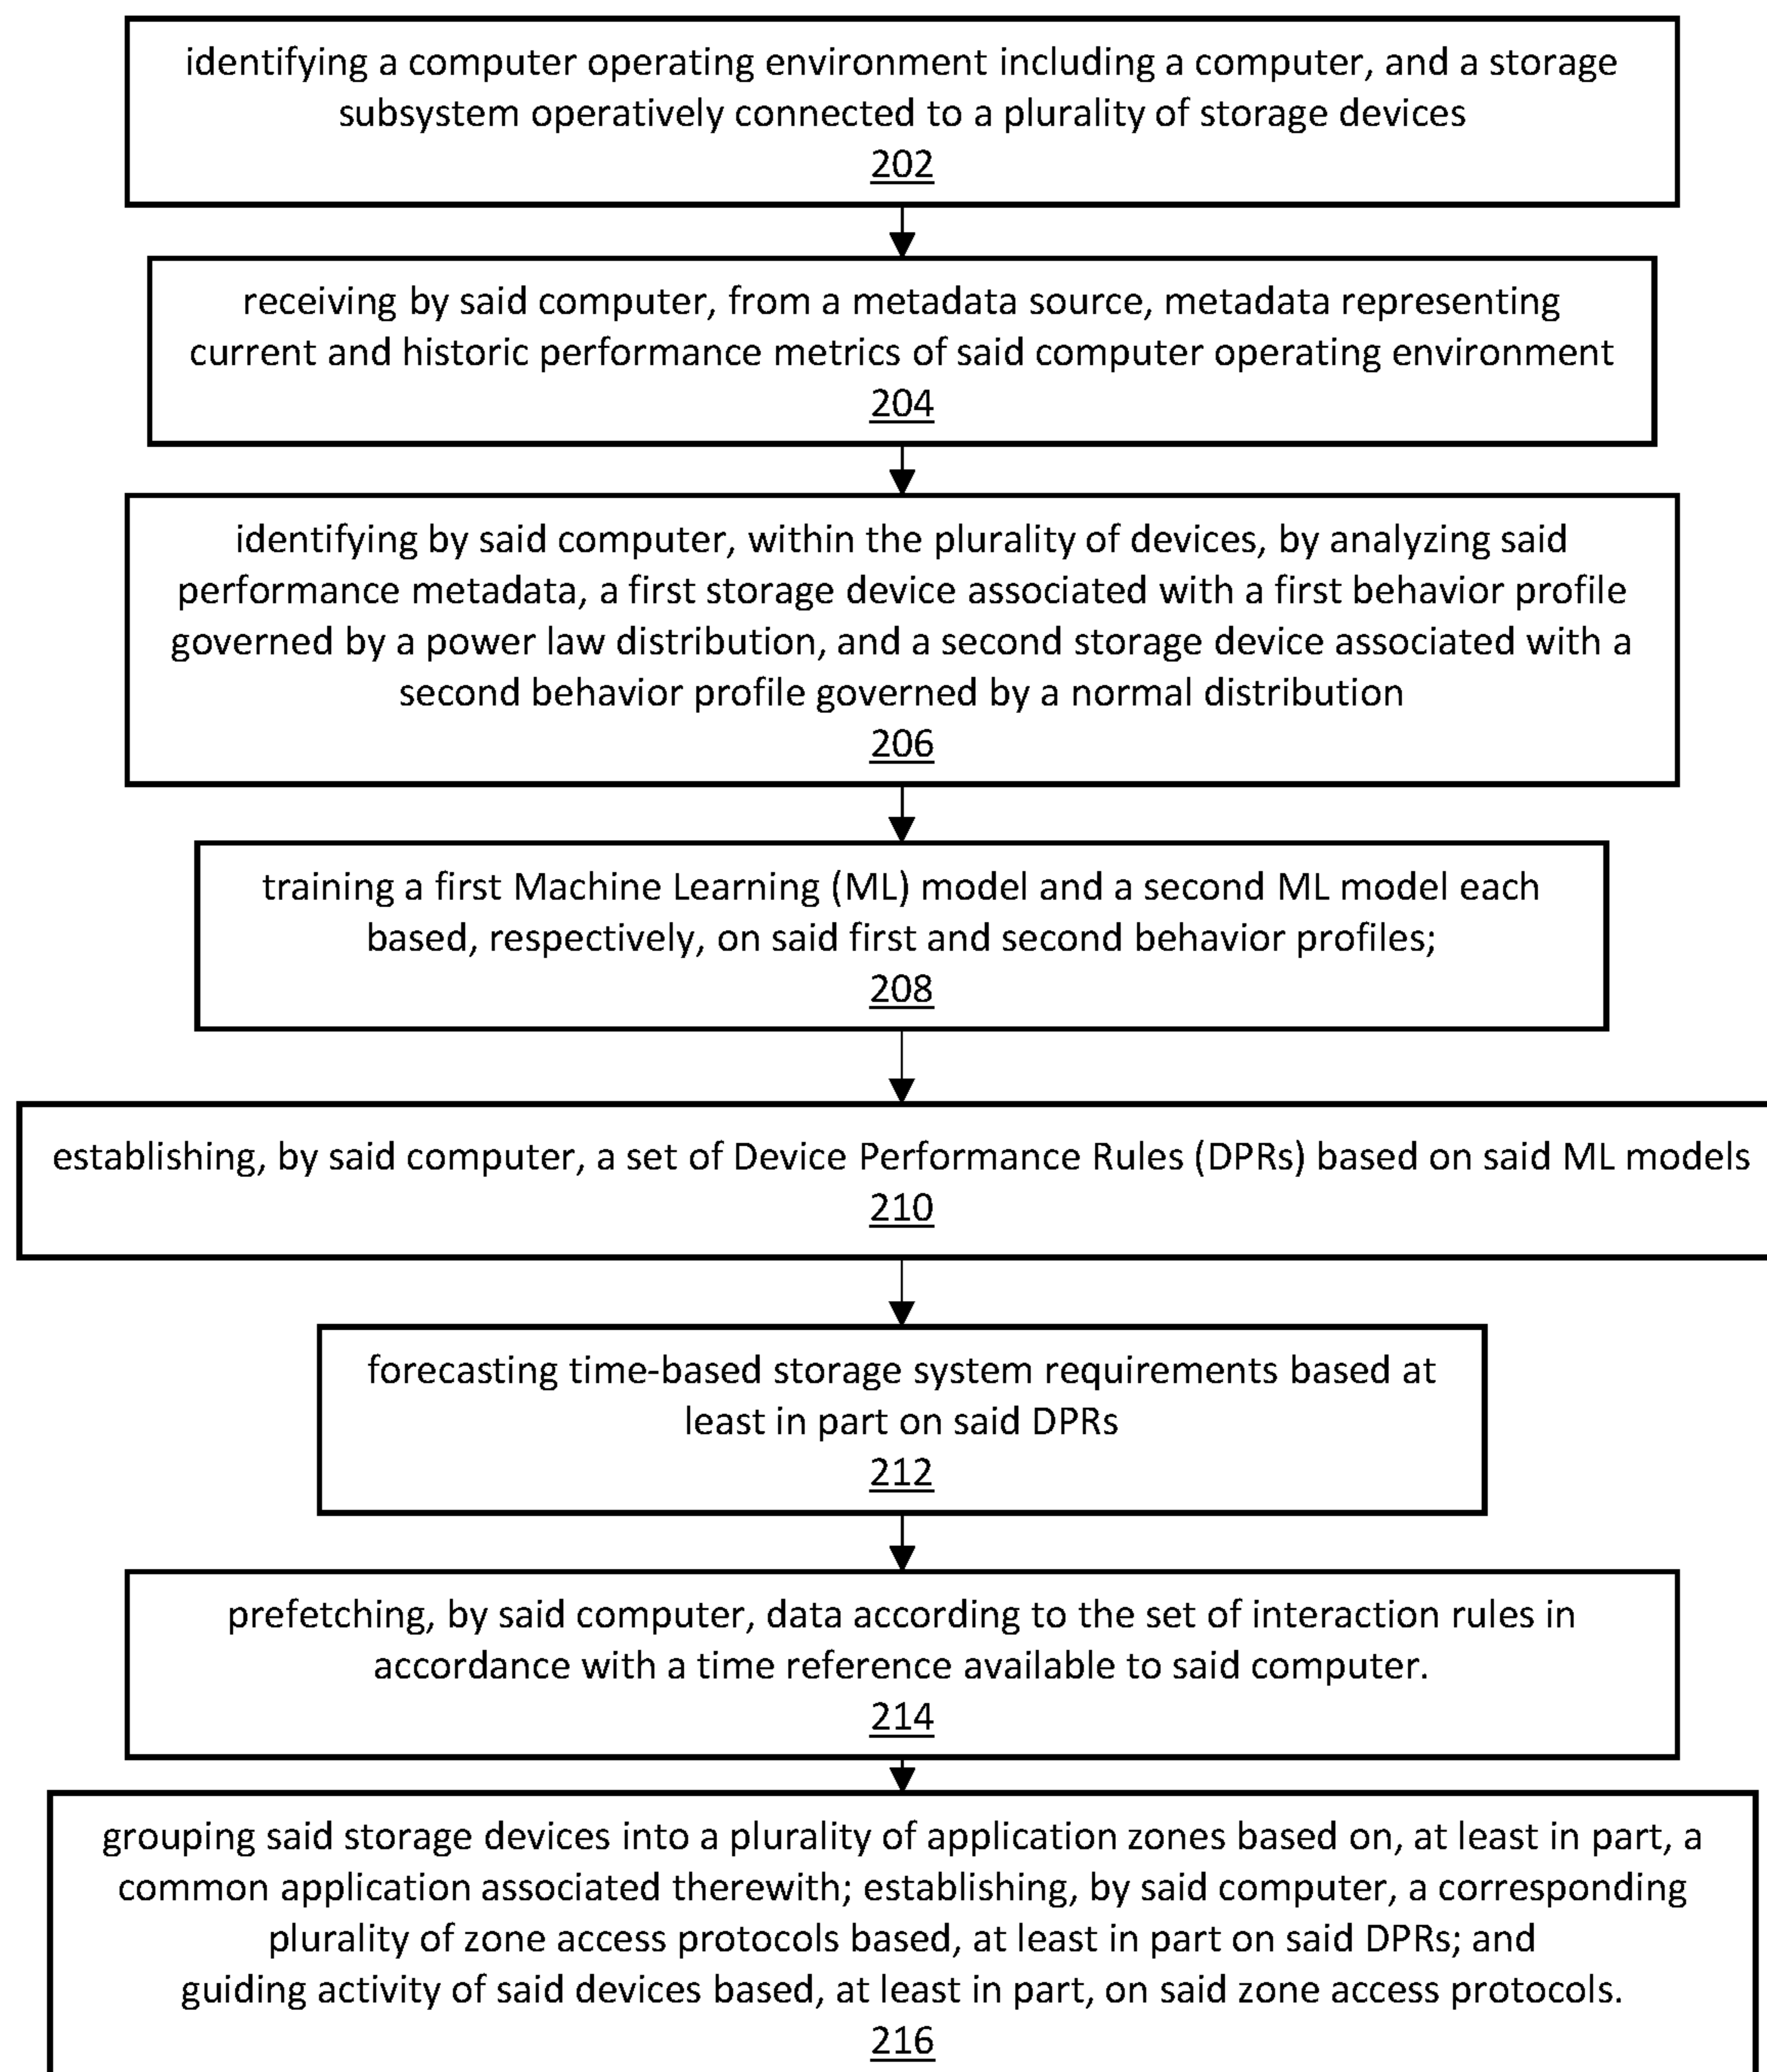 identifying a computer operating environment including a computer, and a storage
subsystem operatively connected to a plurality of storage devices
202
receiving by said computer, from a metadata source, metadata representing
current and historic performance metrics of said computer operating environment
204
identifying by said computer, within the plurality of devices, by analyzing said
performance metadata, a first storage device associated with a first behavior profile
governed by a power law distribution, and a second storage device associated with a
second behavior profile governed by a normal distribution
206
training a first Machine Learning (ML) model and a second ML model each
based, respectively, on said first and second behavior profiles;
208
establishing, by said computer, a set of Device Performance Rules (DPRs) based on said ML models
210
forecasting time-based storage system requirements based at
least in part on said DPRs
212
prefetching, by said computer, data according to the set of interaction rules in
accordance with a time reference available to said computer.
214
grouping said storage devices into a plurality of application zones based on, at least in part, a
common application associated therewith; establishing, by said computer, a corresponding
plurality of zone access protocols based, at least in part on said DPRs; and
guiding activity of said devices based, at least in part, on said zone access protocols.
216